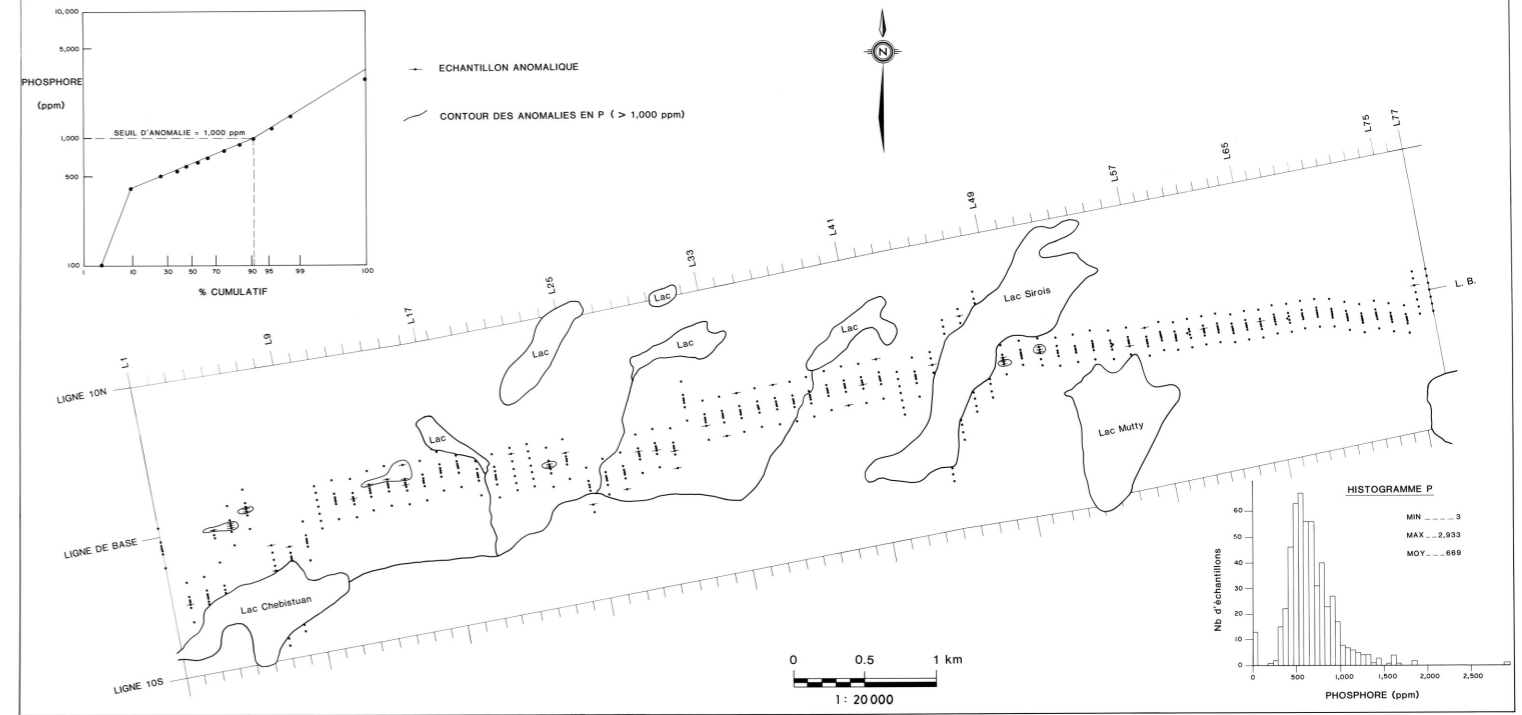 10,000
5,000
PHOSPHORE
(ppm)
SEUIL D'ANOMALIE = 1,000 ppm
1,000
500
100
1 10 30 50 70 90 95 99 100
% CUMULATIF
ECHANTILLON ANOMALIQUE
CONTOUR DES ANOMALIES EN P ( > 1,000 ppm)
N
L1
L9
L17
L25
L33
L41
L49
L57
L65
L75
L77
LIGNE 10N
LIGNE DE BASE
LIGNE 10S
L. B.
Lac
Lac
Lac
Lac
Lac
Lac Sirois
Lac Mutty
Lac Chebistuan
0 0.5 1 km
1: 20 000
HISTOGRAMME P
MIN ____3
MAX__2,933
MOY___669
Nb d'échantillons
60
50
40
30
20
10
0
0 500 1,000 1,500 2,000 2,500
PHOSPHORE (ppm)